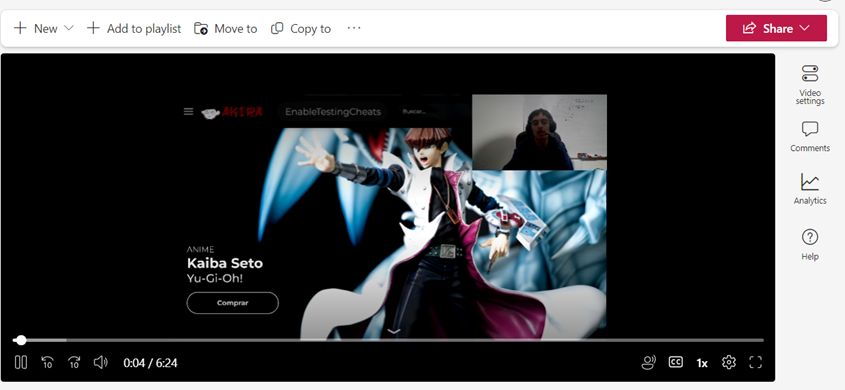 New
Add to playlist
Move to
Copy to
Share
Video settings
Comments
Analytics
Help
AKIRA
EnableTestingCheats
Buscar...
ANIME
Kaiba Seto
Yu-Gi-Oh!
Comprar
10
10
0:04 / 6:24
CC
1x